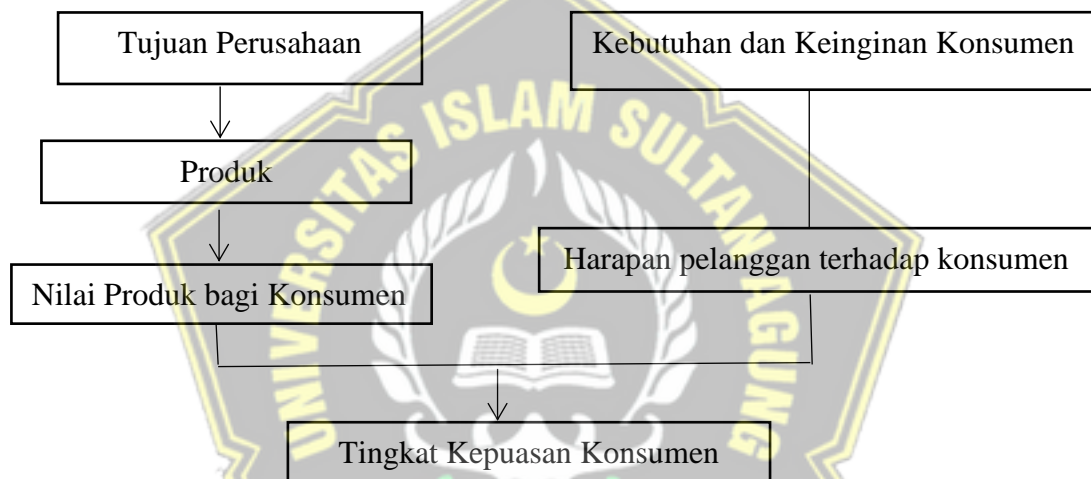 Tujuan Perusahaan
Kebutuhan dan Keinginan Konsumen
Produk
Harapan pelanggan terhadap konsumen
Nilai Produk bagi Konsumen
Tingkat Kepuasan Konsumen
UNIVERSITAS ISLAM SULTAN AGUNG